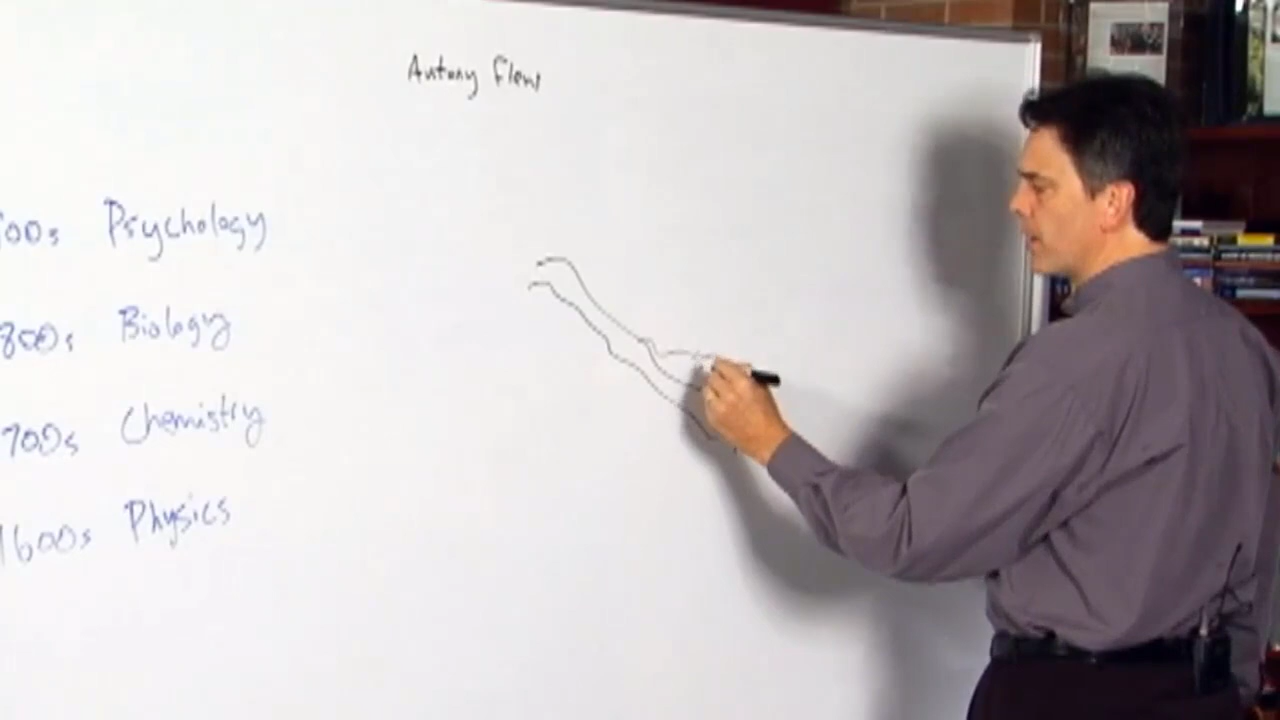 Antony Flew
00s Psychology
800s Biology
700s Chemistry
1600s Physics